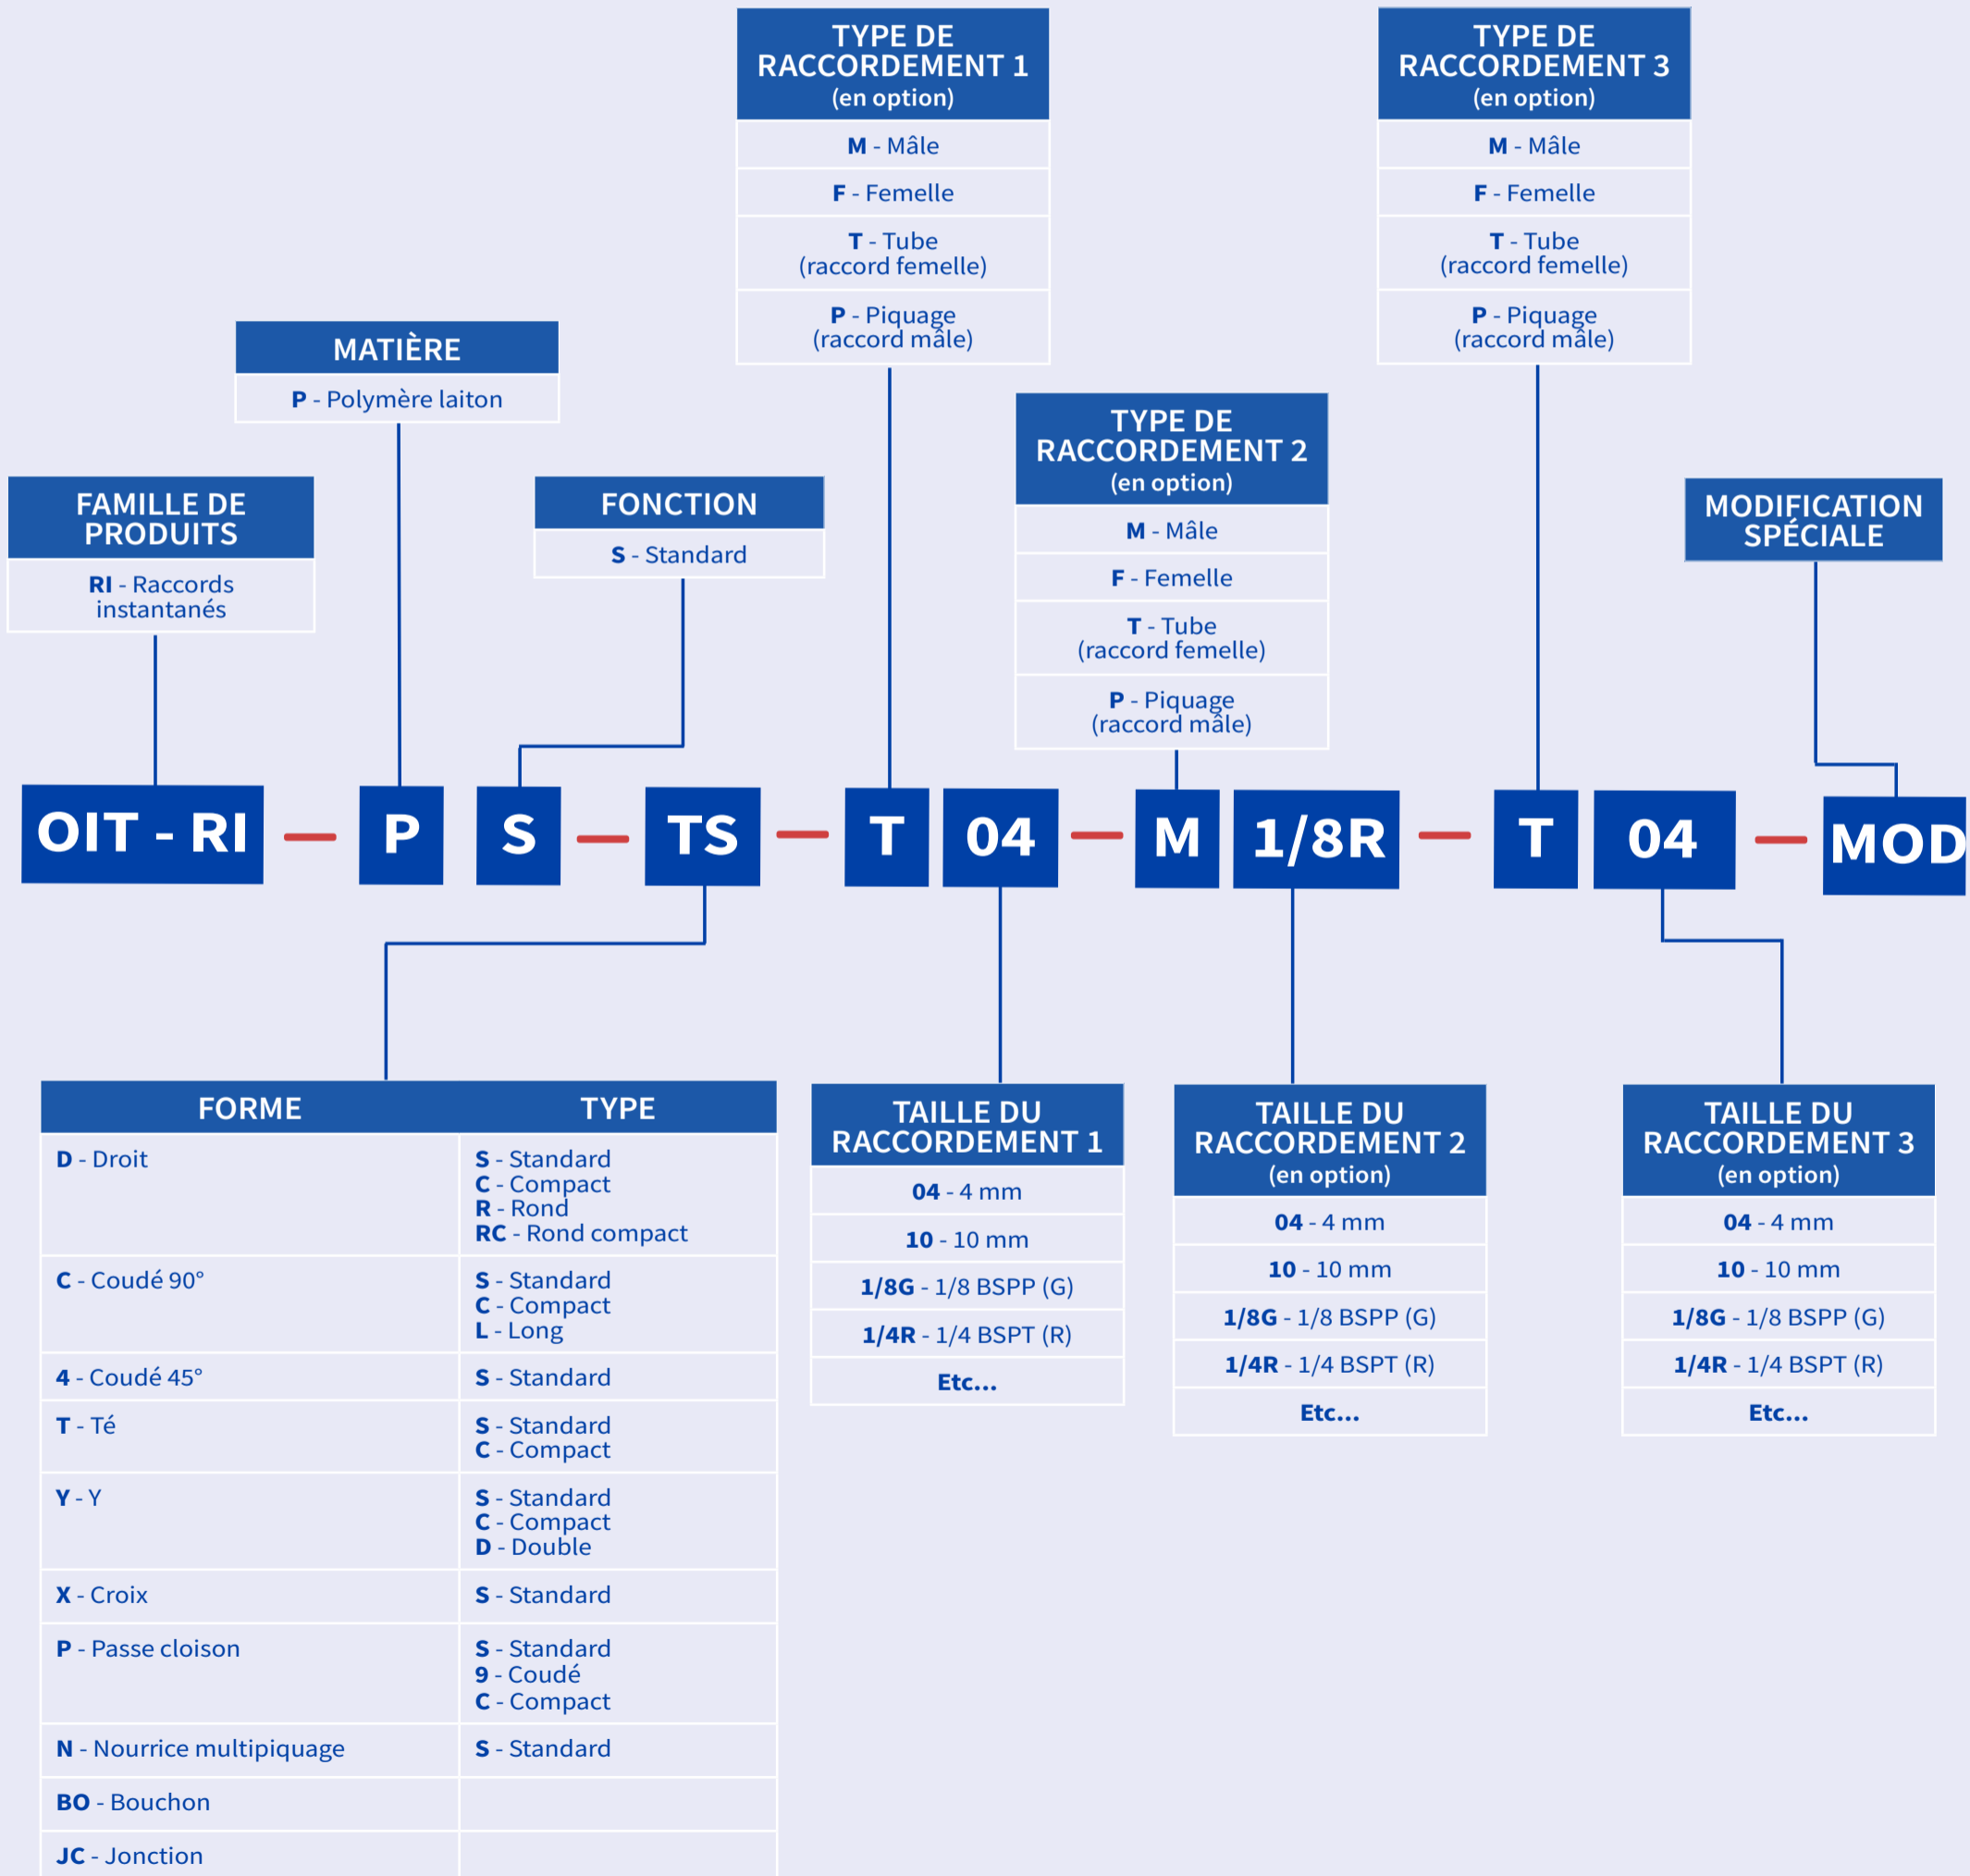 TYPE DE
RACCORDEMENT 1
(en option)
M - Mâle
F - Femelle
T - Tube
(raccord femelle)
P - Piquage
(raccord mâle)
TYPE DE
RACCORDEMENT 3
(en option)
M - Mâle
F - Femelle
T - Tube
(raccord femelle)
P - Piquage
(raccord mâle)
MATIÈRE
P - Polymère laiton
TYPE DE
RACCORDEMENT 2
(en option)
M - Mâle
F - Femelle
T - Tube
(raccord femelle)
P - Piquage
(raccord mâle)
FAMILLE DE
PRODUITS
RI - Raccords
instantanés
FONCTION
S - Standard
MODIFICATION
SPÉCIALE
OIT - RI — P S — TS — T 04 — M 1/8R — T 04 — MOD
FORME TYPE
D - Droit S - Standard
C - Compact
R - Rond
RC - Rond compact
C - Coudé 90° S - Standard
C - Compact
L - Long
4 - Coudé 45° S - Standard
T - Té S - Standard
C - Compact
Y - Y S - Standard
C - Compact
D - Double
X - Croix S - Standard
P - Passe cloison S - Standard
9 - Coudé
C - Compact
N - Nourrice multipiquage S - Standard
BO - Bouchon
JC - Jonction
TAILLE DU
RACCORDEMENT 1
04 - 4 mm
10 - 10 mm
1/8G - 1/8 BSPP (G)
1/4R - 1/4 BSPT (R)
Etc...
TAILLE DU
RACCORDEMENT 2
(en option)
04 - 4 mm
10 - 10 mm
1/8G - 1/8 BSPP (G)
1/4R - 1/4 BSPT (R)
Etc...
TAILLE DU
RACCORDEMENT 3
(en option)
04 - 4 mm
10 - 10 mm
1/8G - 1/8 BSPP (G)
1/4R - 1/4 BSPT (R)
Etc...